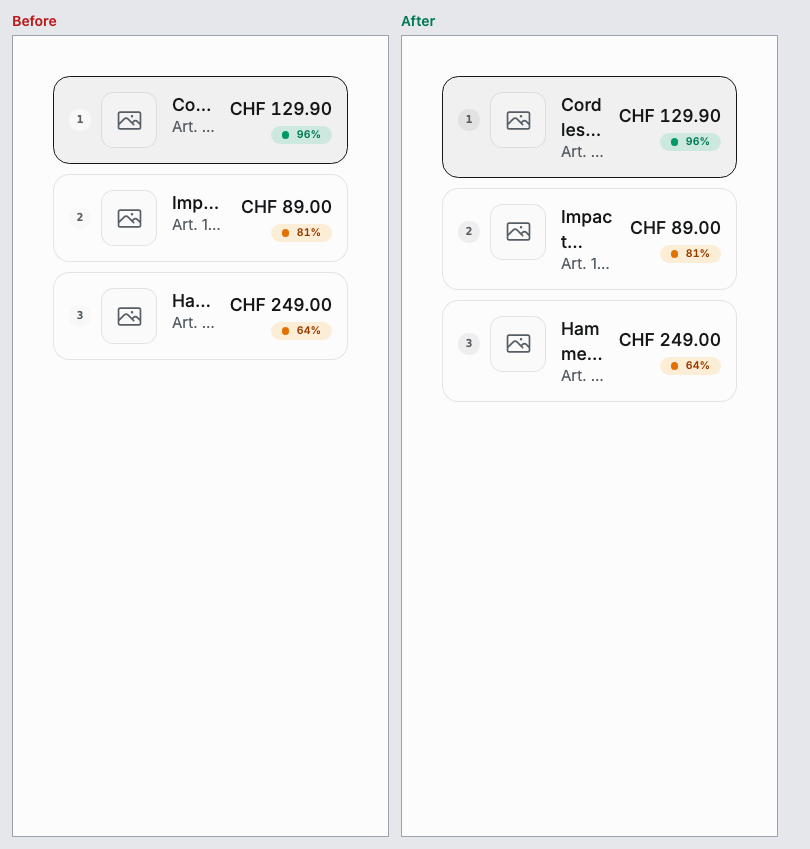 Before
1
Co...
CHF 129.90
Art. ...
96%
2
Imp...
CHF 89.00
Art. 1...
81%
3
Ha...
CHF 249.00
Art. ...
64%
After
1
Cord
les...
CHF 129.90
Art. ...
96%
2
Impac
t...
CHF 89.00
Art. 1...
81%
3
Ham
me...
CHF 249.00
Art. ...
64%